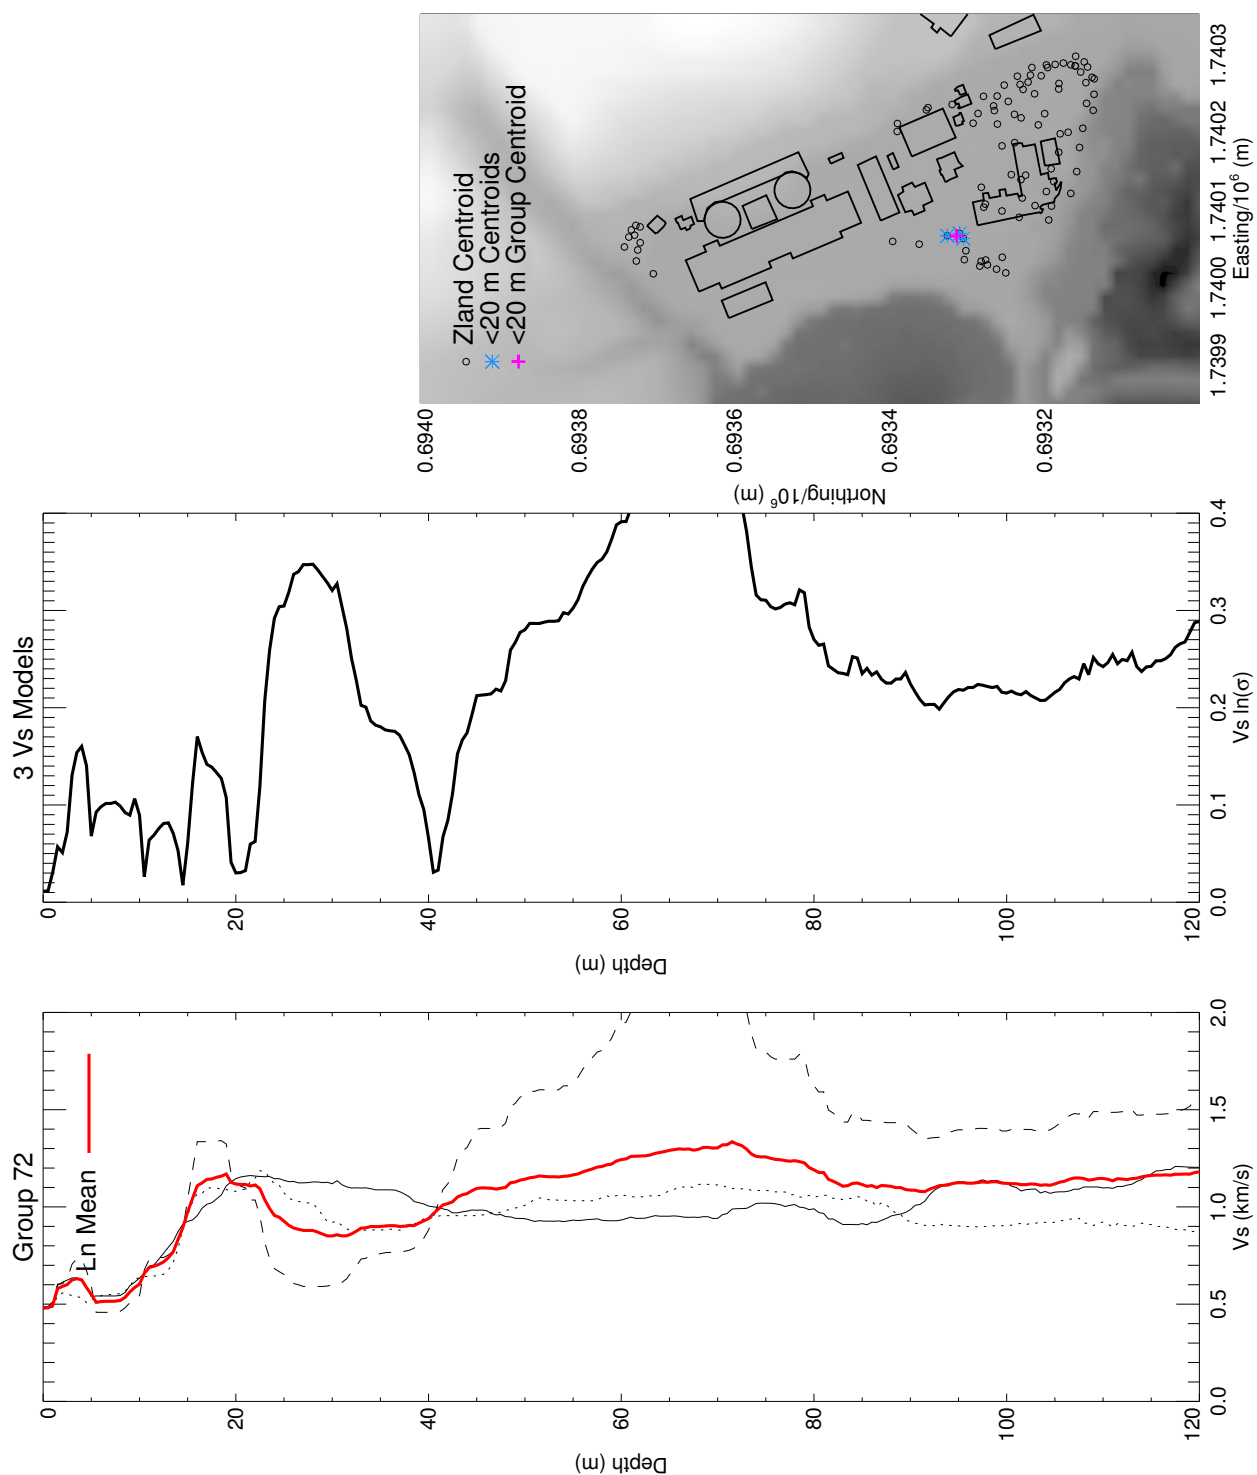 Group 72
Ln Mean
Depth (m)
0
20
40
60
80
100
120
0.0
0.5
1.0
1.5
2.0
Vs (km/s)
3 Vs Models
Depth (m)
0
20
40
60
80
100
120
0.0
0.1
0.2
0.3
0.4
Vs ln(σ)
Zland Centroid
<20 m Centroids
<20 m Group Centroid
Northing/10⁶ (m)
0.6940
0.6938
0.6936
0.6934
0.6932
1.7399
1.7400
1.7401
1.7402
1.7403
Easting/10⁶ (m)